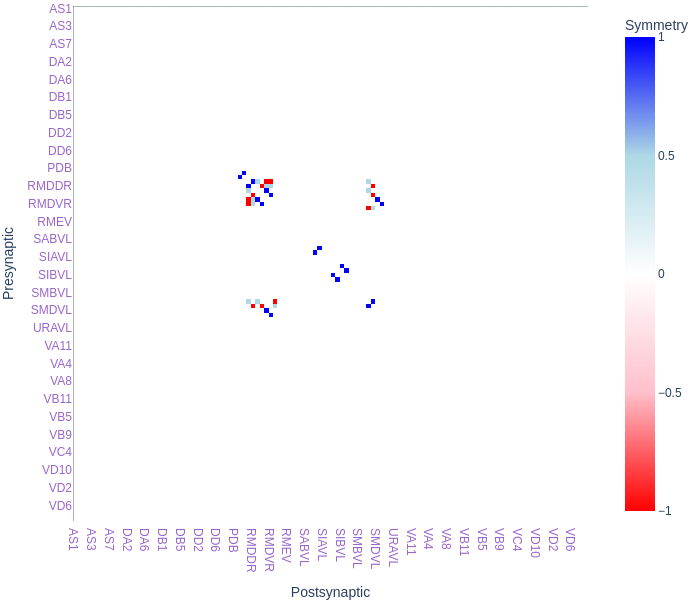 Symmetry
1
0.5
0
−0.5
−1
Presynaptic
AS1
AS3
AS7
DA2
DA6
DB1
DB5
DD2
DD6
PDB
RMDDR
RMDVR
RMEV
SABVL
SIAVL
SIBVL
SMBVL
SMDVL
URAVL
VA11
VA4
VA8
VB11
VB5
VB9
VC4
VD10
VD2
VD6
AS1
AS3
AS7
DA2
DA6
DB1
DB5
DD2
DD6
PDB
RMDDR
RMDVR
RMEV
SABVL
SIAVL
SIBVL
SMBVL
SMDVL
URAVL
VA11
VA4
VA8
VB11
VB5
VB9
VC4
VD10
VD2
VD6
Postsynaptic